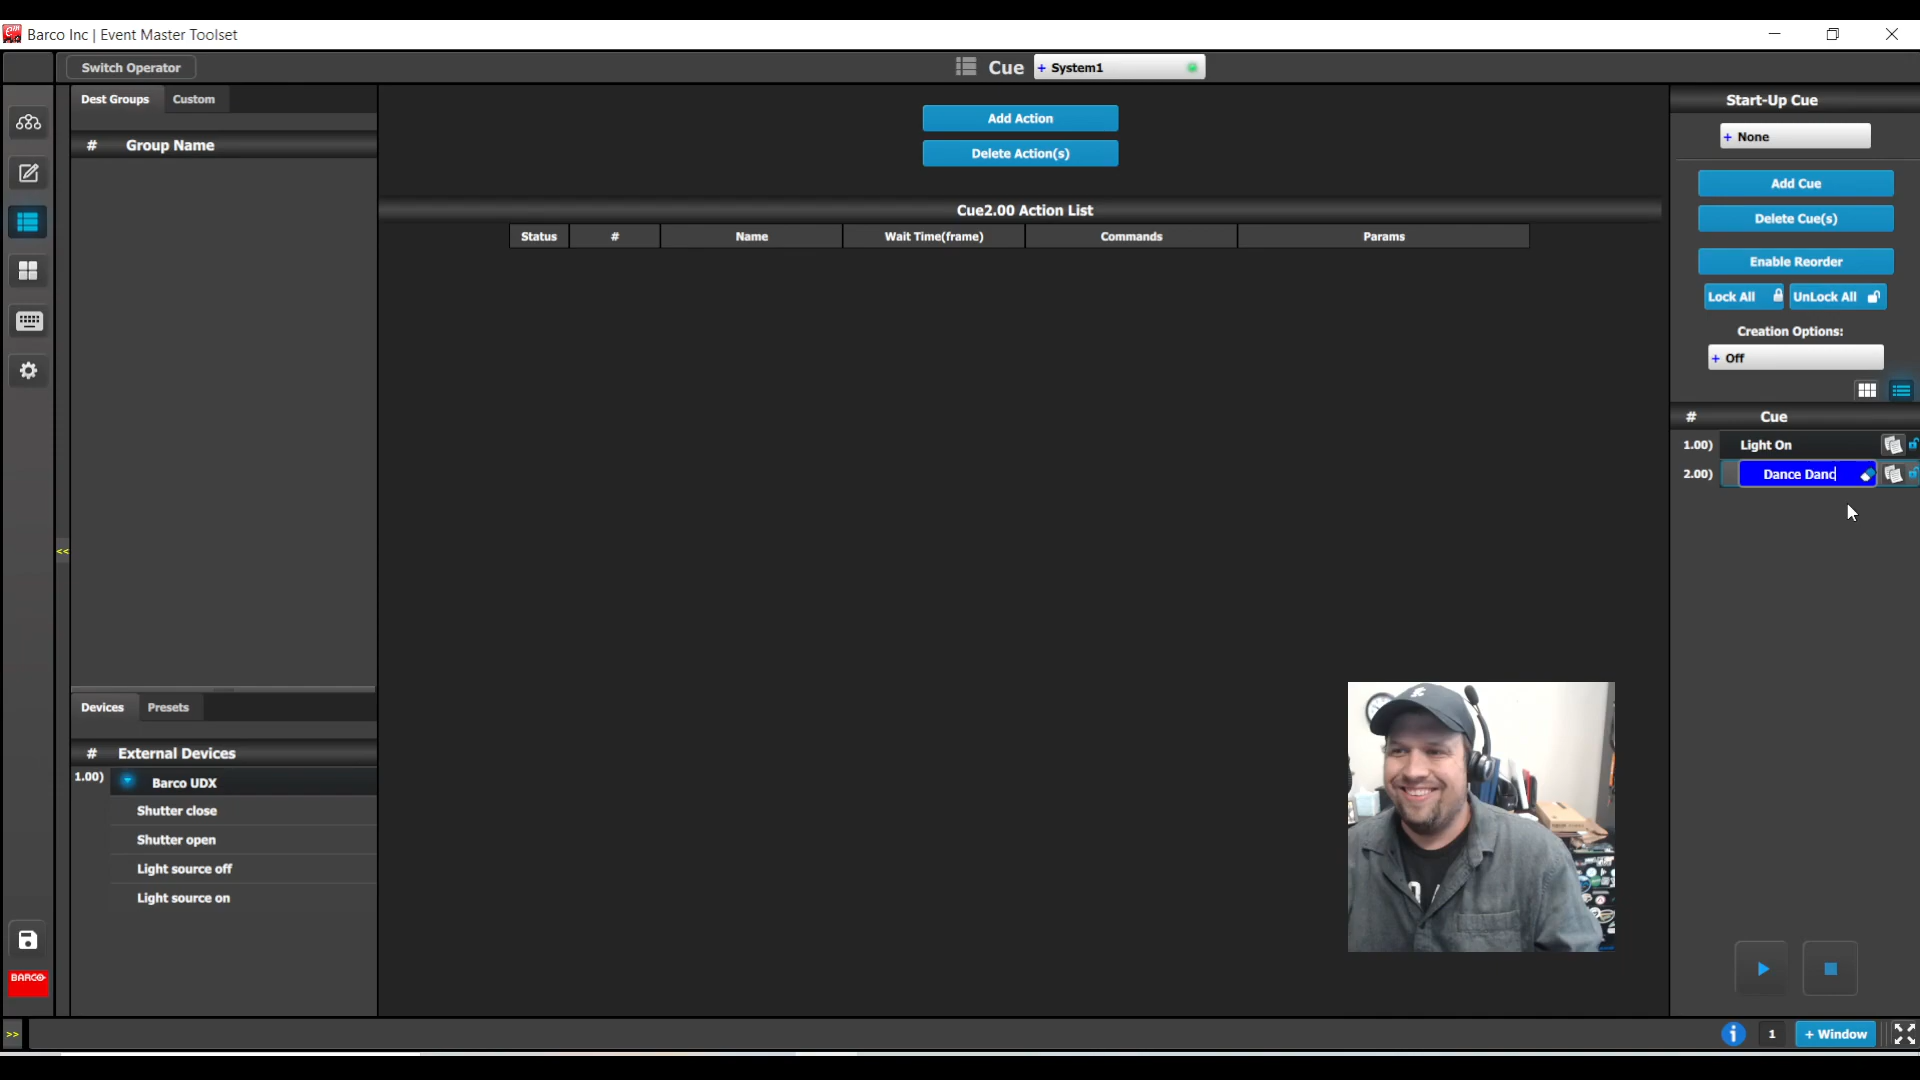 Barco Inc | Event Master Toolset
Switch Operator
Cue
+ System1
Dest Groups
Custom
# Group Name
Add Action
Delete Action(s)
Cue2.00 Action List
Status # Name Wait Time(frame) Commands Params
Start-Up Cue
+ None
Add Cue
Delete Cue(s)
Enable Reorder
Lock All
UnLock All
Creation Options:
+ Off
# Cue
1.00) Light On
2.00) Dance Danc
<<
Devices
Presets
# External Devices
1.00) Barco UDX
Shutter close
Shutter open
Light source off
Light source on
BARCO
>>
1
+ Window